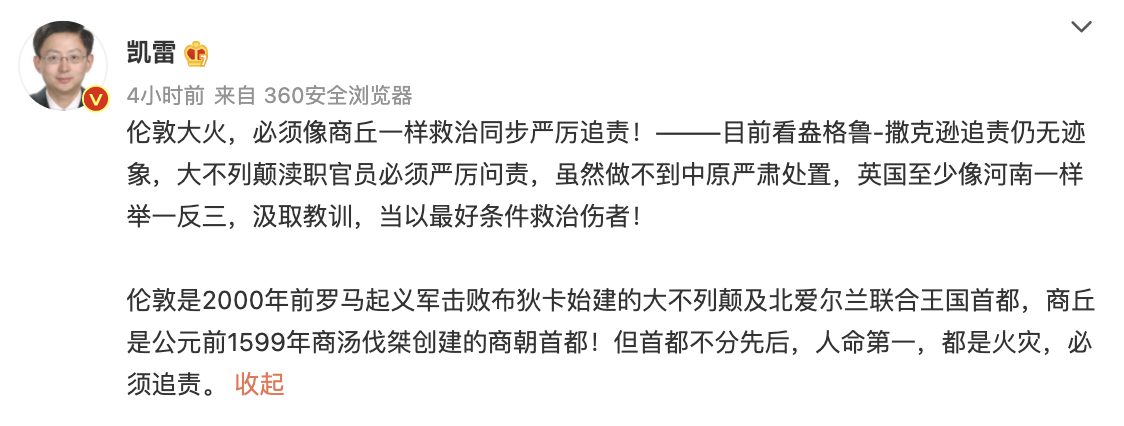 凯雷
4小时前 来自 360安全浏览器
伦敦大火，必须像商丘一样救治同步严厉追责！———目前看盎格鲁-撒克逊追责仍无迹
象，大不列颠渎职官员必须严厉问责，虽然做不到中原严肃处置，英国至少像河南一样
举一反三，汲取教训，当以最好条件救治伤者！
伦敦是2000年前罗马起义军击败布狄卡始建的大不列颠及北爱尔兰联合王国首都，商丘
是公元前1599年商汤伐桀创建的商朝首都！但首都不分先后，人命第一，都是火灾，必
须追责。 收起